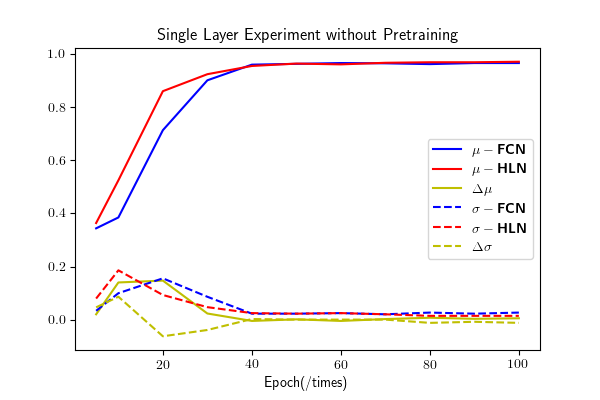 Single Layer Experiment without Pretraining
1.0
0.8
0.6
0.4
0.2
0.0
μ − FCN
μ − HLN
Δμ
σ − FCN
σ − HLN
Δσ
20
40
60
80
100
Epoch(/times)